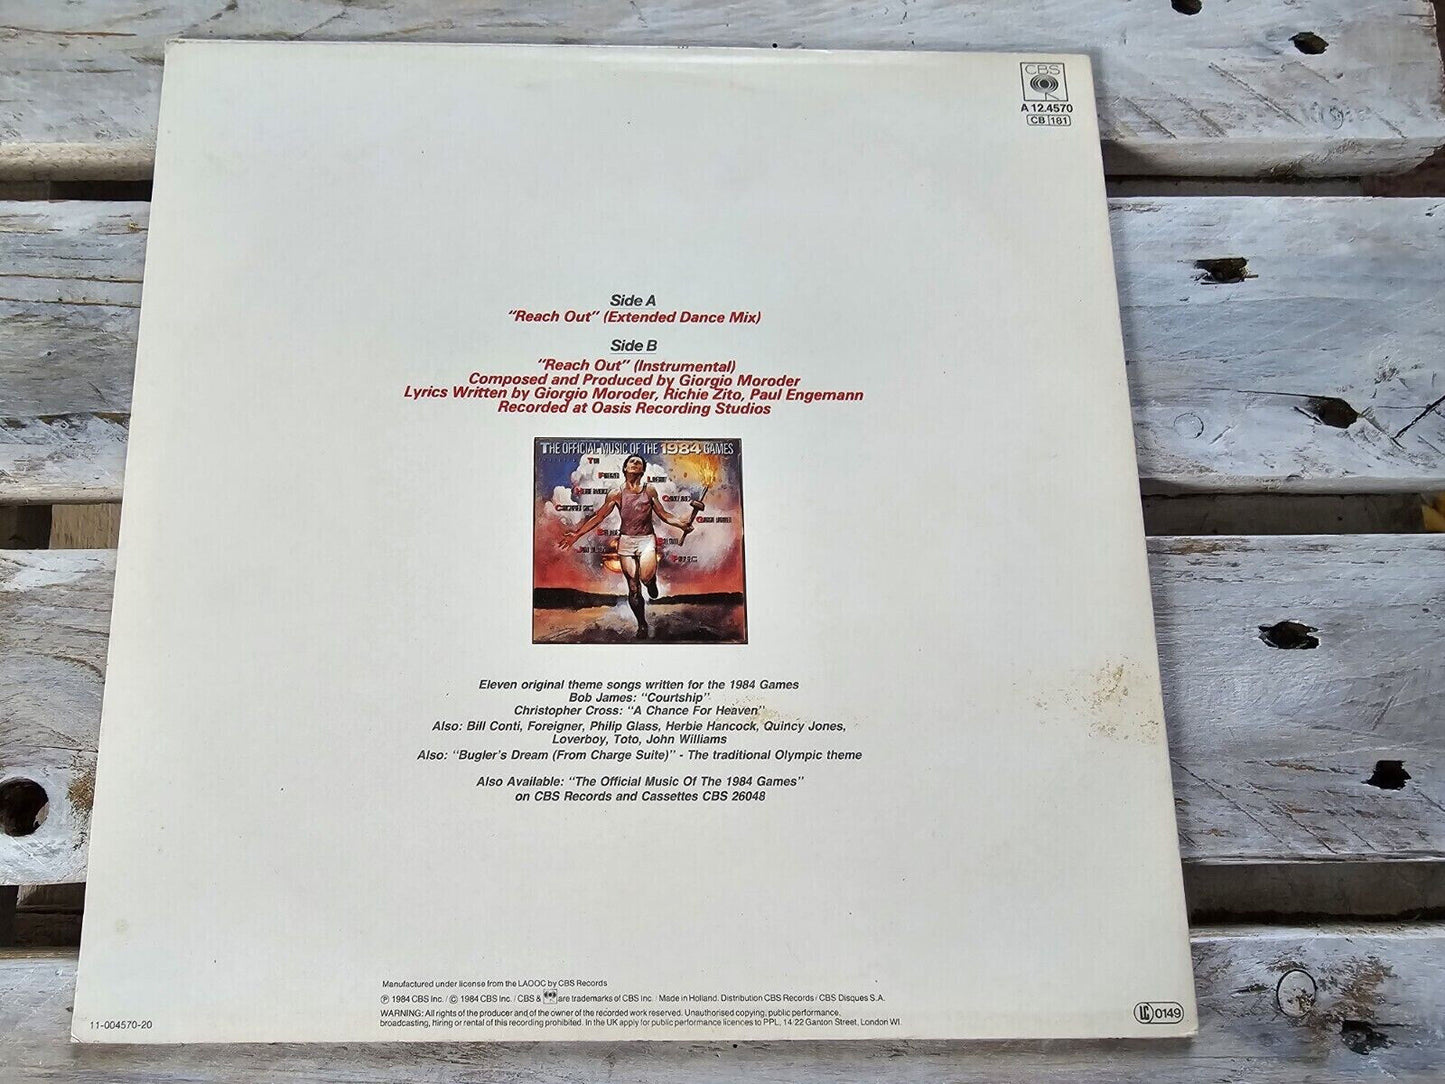 CBS
A 12.4570
CB 181
Side A
“Reach Out” (Extended Dance Mix)
Side B
“Reach Out” (Instrumental)
Composed and Produced by Giorgio Moroder
Lyrics Written by Giorgio Moroder, Richie Zito, Paul Engemann
Recorded at Oasis Recording Studios
THE OFFICIAL MUSIC OF THE 1984 GAMES
Eleven original theme songs written for the 1984 Games
Bob James: “Courtship”
Christopher Cross: “A Chance For Heaven”
Also: Bill Conti, Foreigner, Philip Glass, Herbie Hancock, Quincy Jones,
Loverboy, Toto, John Williams
Also: “Bugler's Dream (From Charge Suite)” - The traditional Olympic theme
Also Available: “The Official Music Of The 1984 Games”
on CBS Records and Cassettes CBS 26048
Manufactured under license from the LAOOC by CBS Records
℗ 1984 CBS Inc. / © 1984 CBS Inc. / CBS & are trademarks of CBS Inc. / Made in Holland. Distribution CBS Records / CBS Disques S.A.
WARNING: All rights of the producer and of the owner of the recorded work reserved. Unauthorised copying, public performance,
broadcasting, hiring or rental of this recording prohibited. In the UK apply for public performance licences to PPL, 14/22 Ganton Street, London W1.
11-004570-20
LC 0149